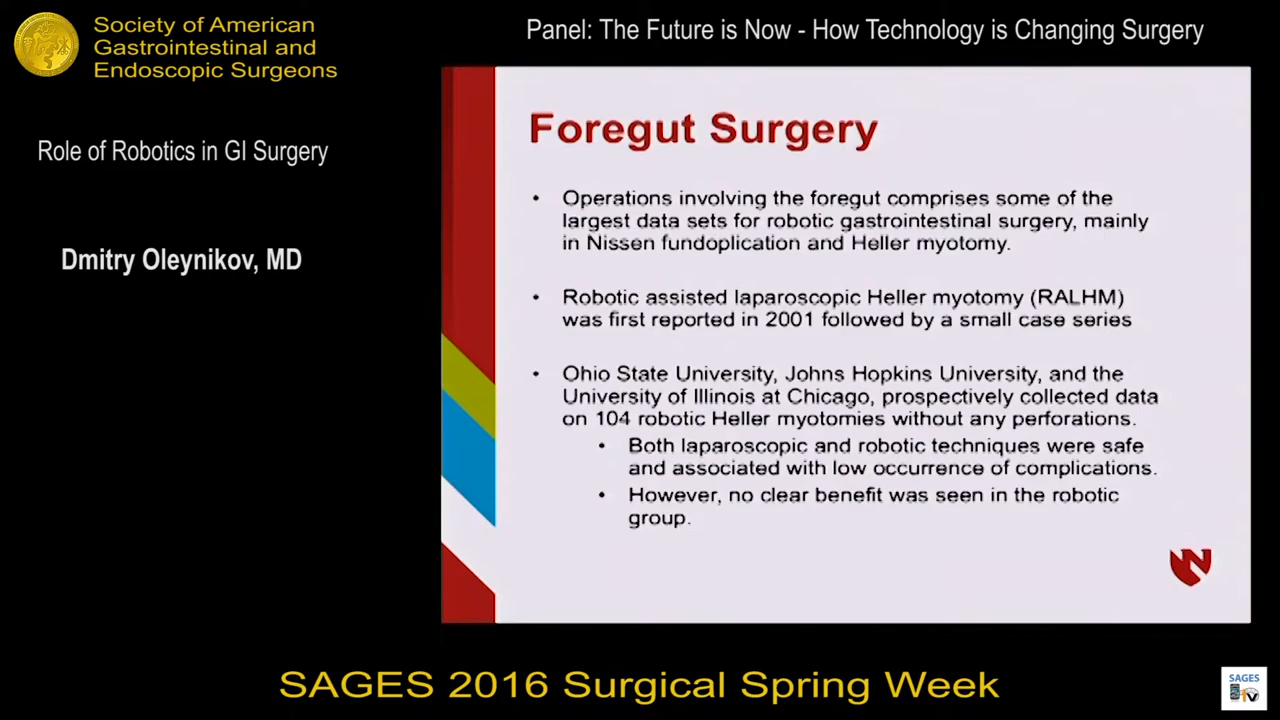 Society of American
Gastrointestinal and
Endoscopic Surgeons
Panel: The Future is Now - How Technology is Changing Surgery
Role of Robotics in GI Surgery
Dmitry Oleynikov, MD
Foregut Surgery
• Operations involving the foregut comprises some of the
largest data sets for robotic gastrointestinal surgery, mainly
in Nissen fundoplication and Heller myotomy.
• Robotic assisted laparoscopic Heller myotomy (RALHM)
was first reported in 2001 followed by a small case series
• Ohio State University, Johns Hopkins University, and the
University of Illinois at Chicago, prospectively collected data
on 104 robotic Heller myotomies without any perforations.
• Both laparoscopic and robotic techniques were safe
and associated with low occurrence of complications.
• However, no clear benefit was seen in the robotic
group.
N
SAGES 2016 Surgical Spring Week
SAGES
TV